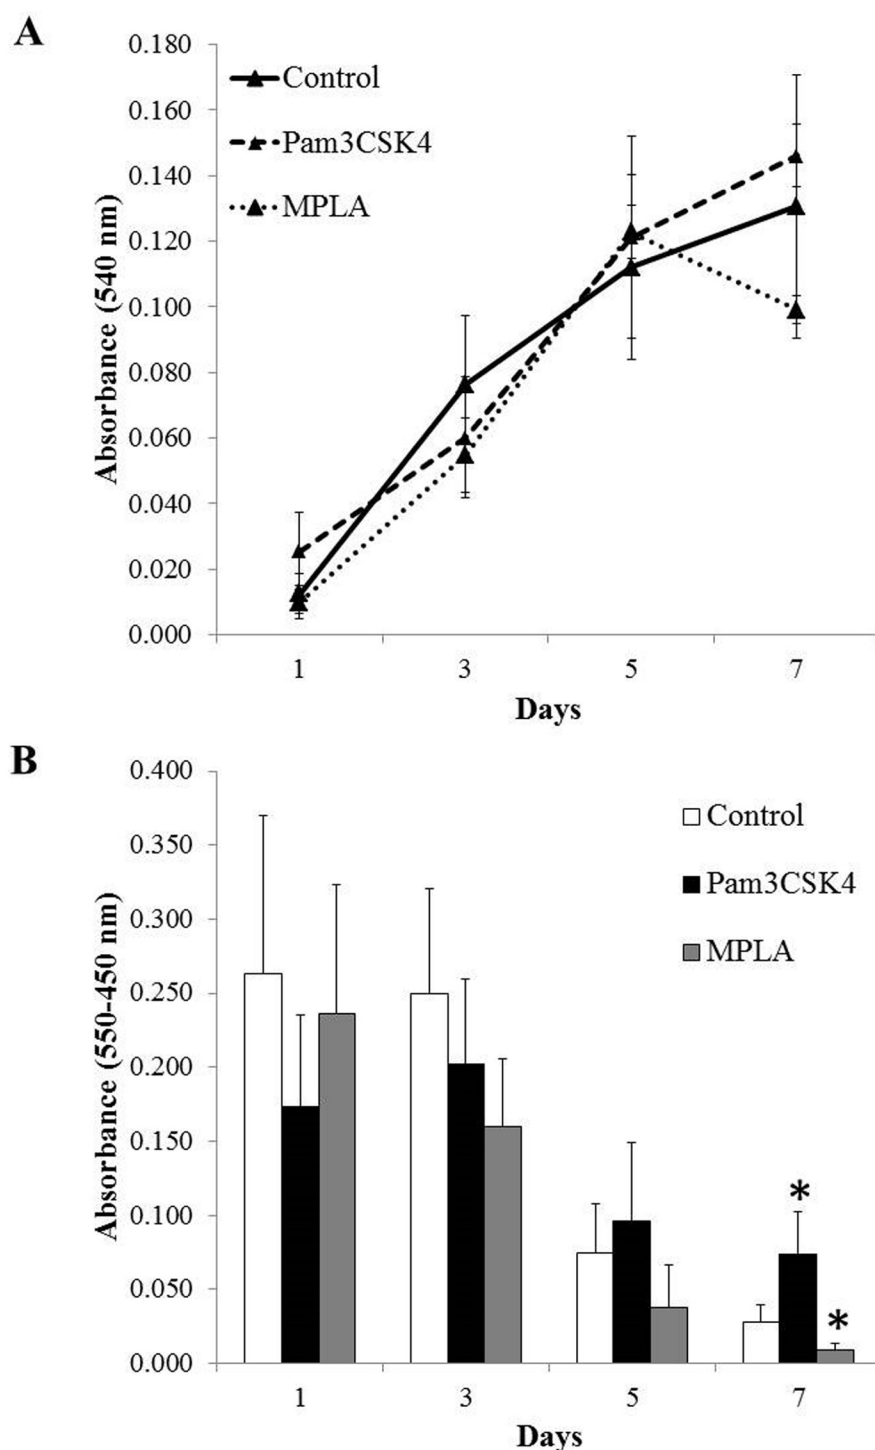 A
0.180
0.160
0.140
0.120
0.100
0.080
0.060
0.040
0.020
0.000
Absorbance (540 nm)
Control
Pam3CSK4
MPLA
1 3 5 7
Days
B
0.400
0.350
0.300
0.250
0.200
0.150
0.100
0.050
0.000
Absorbance (550-450 nm)
Control
Pam3CSK4
MPLA
*
*
1 3 5 7
Days